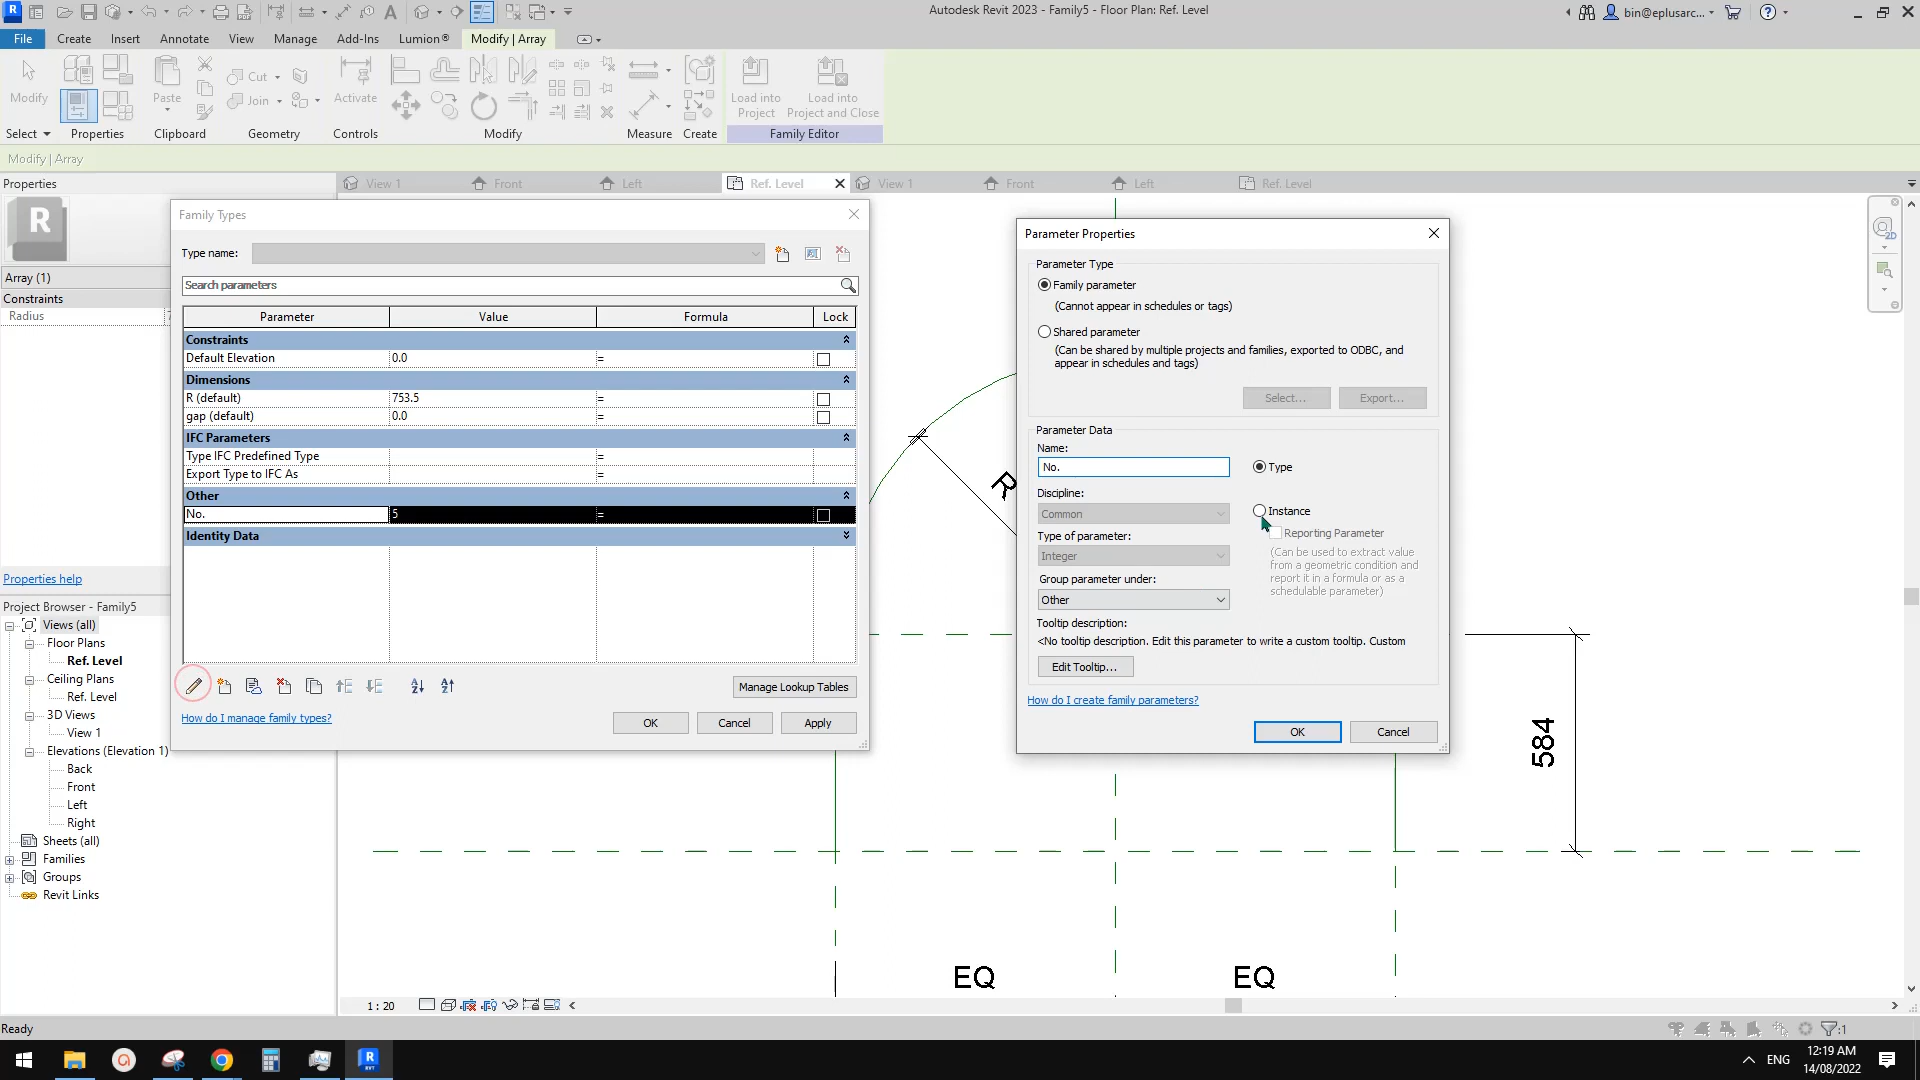 Autodesk Revit 2023 - Family5 - Floor Plan: Ref. Level
bin@eplusarc...
File Create Insert Annotate View Manage Add-Ins Lumion® Modify | Array
Modify
Paste
Cut
Join
Activate
Load into Project
Load into Project and Close
Select Properties Clipboard Geometry Controls Modify Measure Create Family Editor
Modify | Array
Properties
View 1 Front Left Ref. Level View 1 Front Left Ref. Level
R
Array (1)
Constraints
Radius
Properties help
Project Browser - Family5
Views (all)
Floor Plans
Ref. Level
Ceiling Plans
Ref. Level
3D Views
View 1
Elevations (Elevation 1)
Back
Front
Left
Right
Sheets (all)
Families
Groups
Revit Links
Family Types
Type name:
Search parameters
Parameter Value Formula Lock
Constraints
Default Elevation 0.0 =
Dimensions
R (default) 753.5 =
gap (default) 0.0 =
IFC Parameters
Type IFC Predefined Type =
Export Type to IFC As =
Other
No. 5 =
Identity Data
Manage Lookup Tables
How do I manage family types?
OK Cancel Apply
Parameter Properties
Parameter Type
Family parameter
(Cannot appear in schedules or tags)
Shared parameter
(Can be shared by multiple projects and families, exported to ODBC, and
appear in schedules and tags)
Select... Export...
Parameter Data
Name:
No.
Type
Discipline:
Common
Instance
Reporting Parameter
(Can be used to extract value
from a geometric condition and
report it in a formula or as a
schedulable parameter)
Type of parameter:
Integer
Group parameter under:
Other
Tooltip description:
<No tooltip description. Edit this parameter to write a custom tooltip. Custom
Edit Tooltip...
How do I create family parameters?
OK Cancel
R
584
EQ EQ
2D
1 : 20
Ready
:1
ENG
12:19 AM
14/08/2022